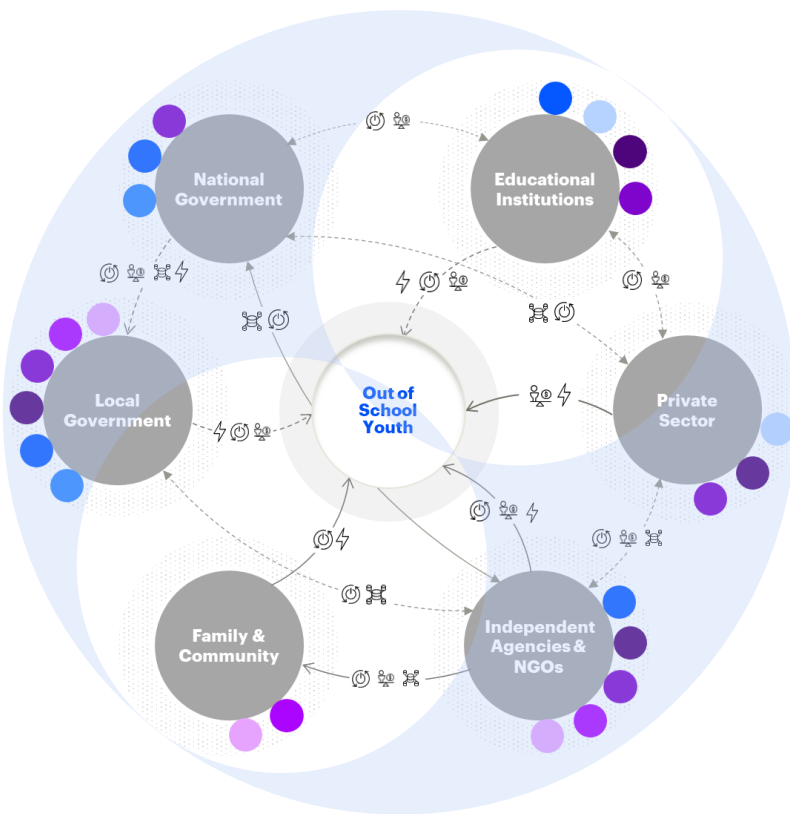 National
Government
Educational
Institutions
Out of
School
Youth
Local
Government
Private
Sector
Family &
Community
Independent
Agencies &
NGOs